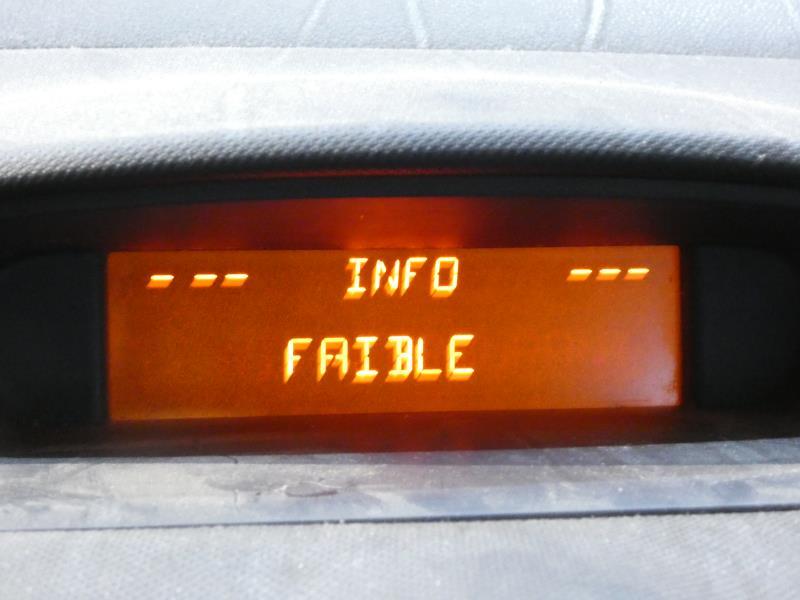 --- INFO ---
FAIBLE